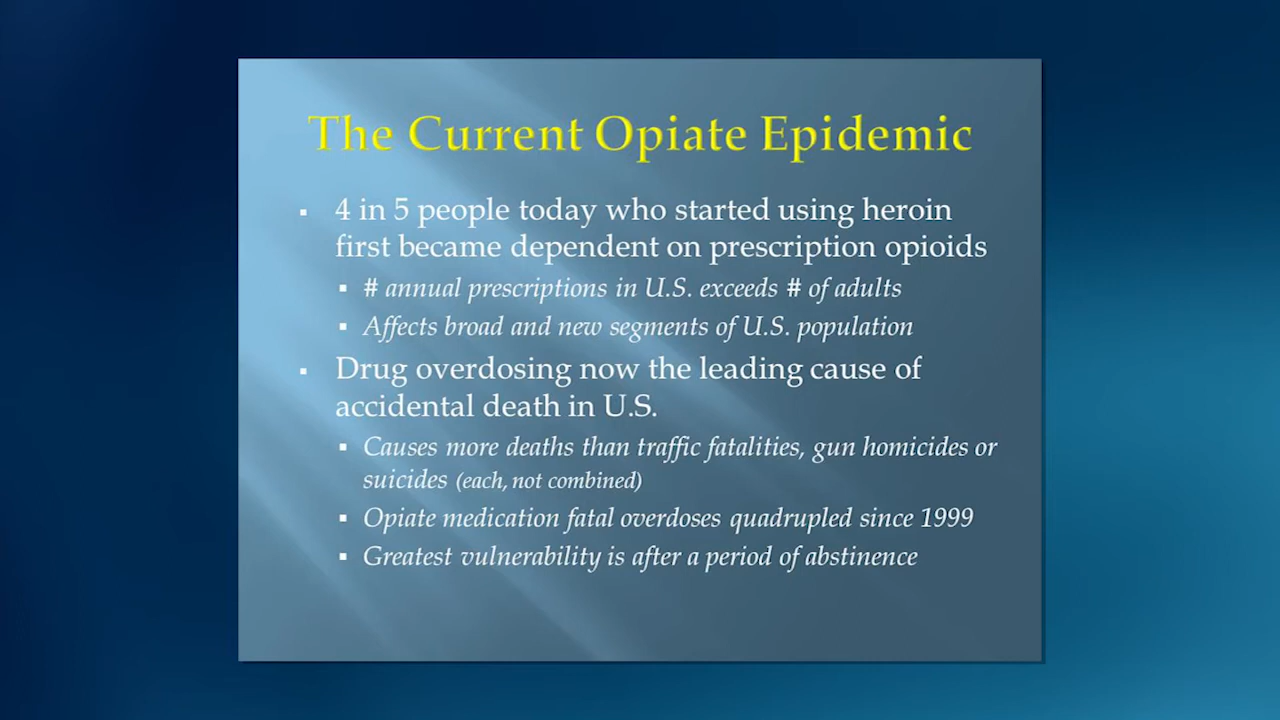 The Current Opiate Epidemic
▪ 4 in 5 people today who started using heroin
first became dependent on prescription opioids
▪ # annual prescriptions in U.S. exceeds # of adults
▪ Affects broad and new segments of U.S. population
▪ Drug overdosing now the leading cause of
accidental death in U.S.
▪ Causes more deaths than traffic fatalities, gun homicides or
suicides (each, not combined)
▪ Opiate medication fatal overdoses quadrupled since 1999
▪ Greatest vulnerability is after a period of abstinence